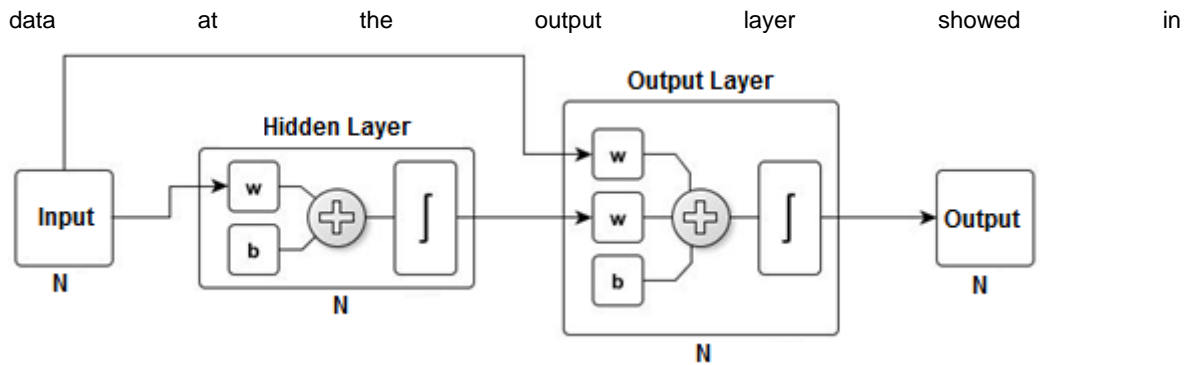 data at the output layer showed in
Output Layer
Hidden Layer
w
w
Input
w
Output
b
b
N
N
N
N